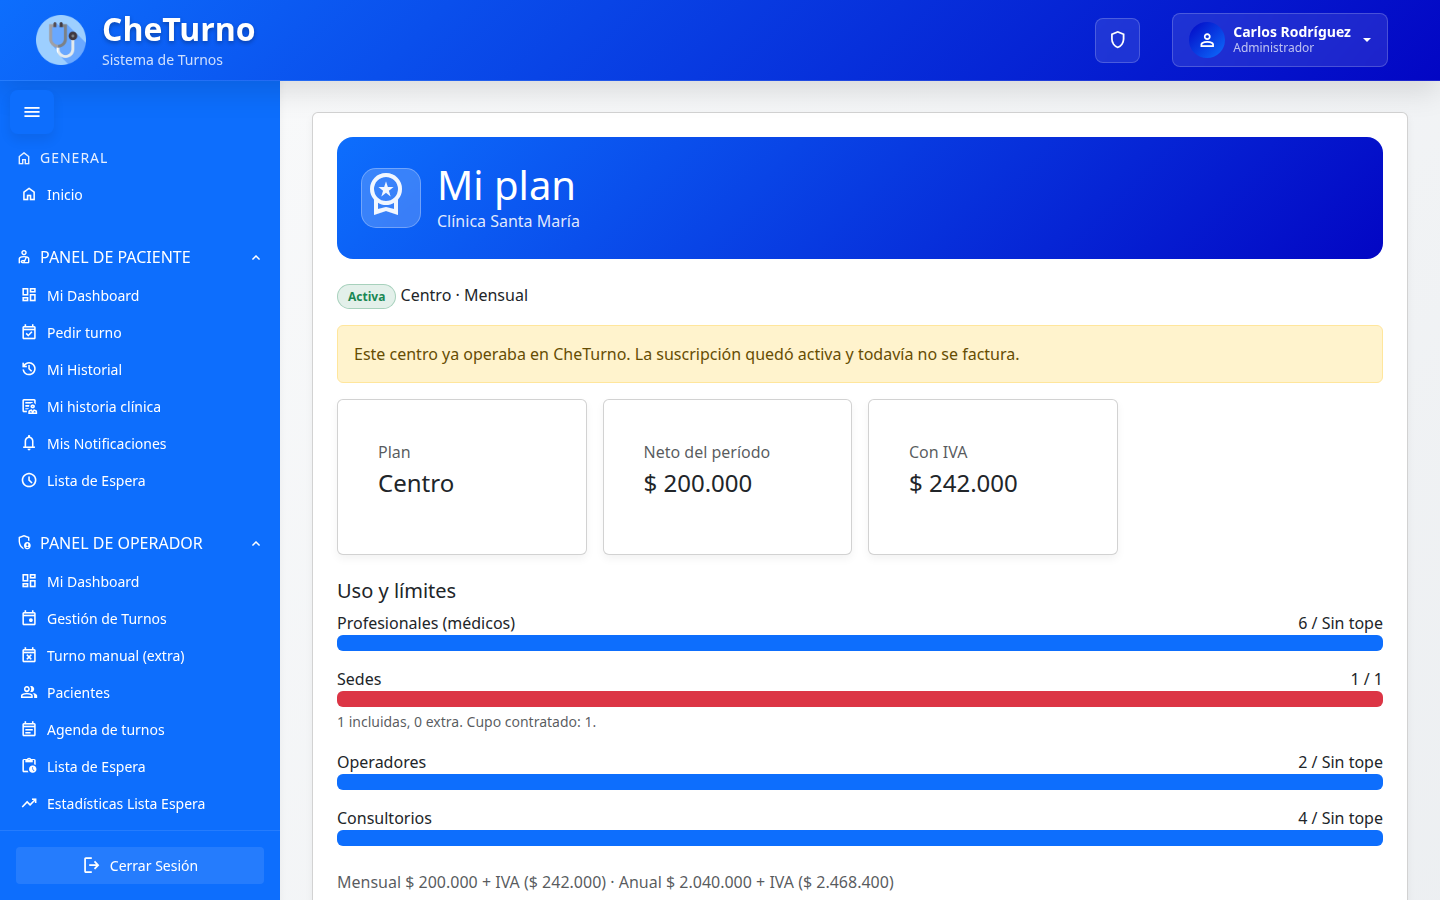 CheTurno
Sistema de Turnos
Carlos Rodríguez
Administrador
GENERAL
Inicio
PANEL DE PACIENTE
Mi Dashboard
Pedir turno
Mi Historial
Mi historia clínica
Mis Notificaciones
Lista de Espera
PANEL DE OPERADOR
Mi Dashboard
Gestión de Turnos
Turno manual (extra)
Pacientes
Agenda de turnos
Lista de Espera
Estadísticas Lista Espera
Cerrar Sesión
Mi plan
Clínica Santa María
Activa Centro · Mensual
Este centro ya operaba en CheTurno. La suscripción quedó activa y todavía no se factura.
Plan
Centro
Neto del período
$ 200.000
Con IVA
$ 242.000
Uso y límites
Profesionales (médicos) 6 / Sin tope
Sedes 1 / 1
1 incluidas, 0 extra. Cupo contratado: 1.
Operadores 2 / Sin tope
Consultorios 4 / Sin tope
Mensual $ 200.000 + IVA ($ 242.000) · Anual $ 2.040.000 + IVA ($ 2.468.400)